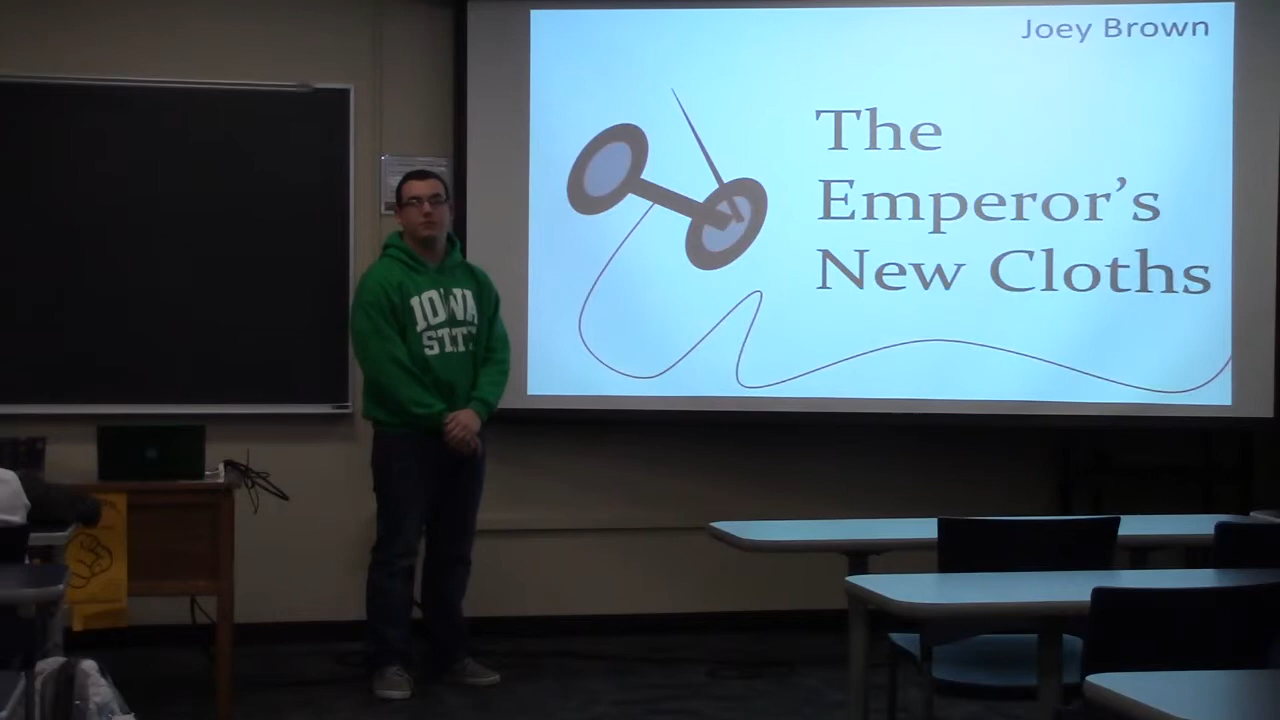 Joey Brown
The
Emperor’s
New Cloths
IOWA
STATE